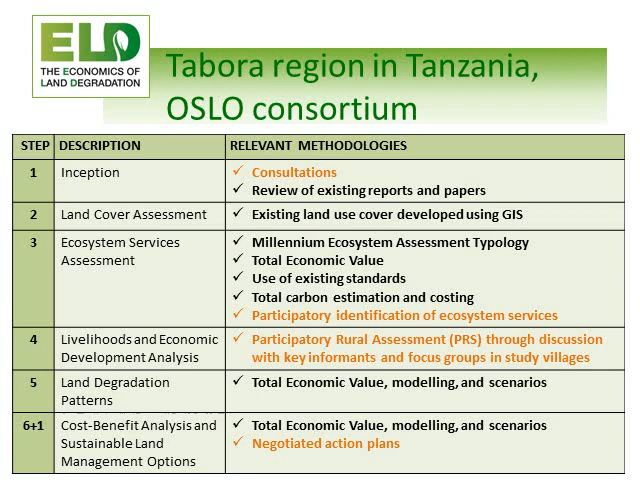 ELD
THE ECONOMICS OF
LAND DEGRADATION
Tabora region in Tanzania,
OSLO consortium
STEP DESCRIPTION RELEVANT METHODOLOGIES
1 Inception ✓ Consultations
✓ Review of existing reports and papers
2 Land Cover Assessment ✓ Existing land use cover developed using GIS
3 Ecosystem Services ✓ Millennium Ecosystem Assessment Typology
Assessment ✓ Total Economic Value
✓ Use of existing standards
✓ Total carbon estimation and costing
✓ Participatory identification of ecosystem services
4 Livelihoods and Economic ✓ Participatory Rural Assessment (PRS) through discussion
Development Analysis with key informants and focus groups in study villages
5 Land Degradation ✓ Total Economic Value, modelling, and scenarios
Patterns
6+1 Cost-Benefit Analysis and ✓ Total Economic Value, modelling, and scenarios
Sustainable Land ✓ Negotiated action plans
Management Options